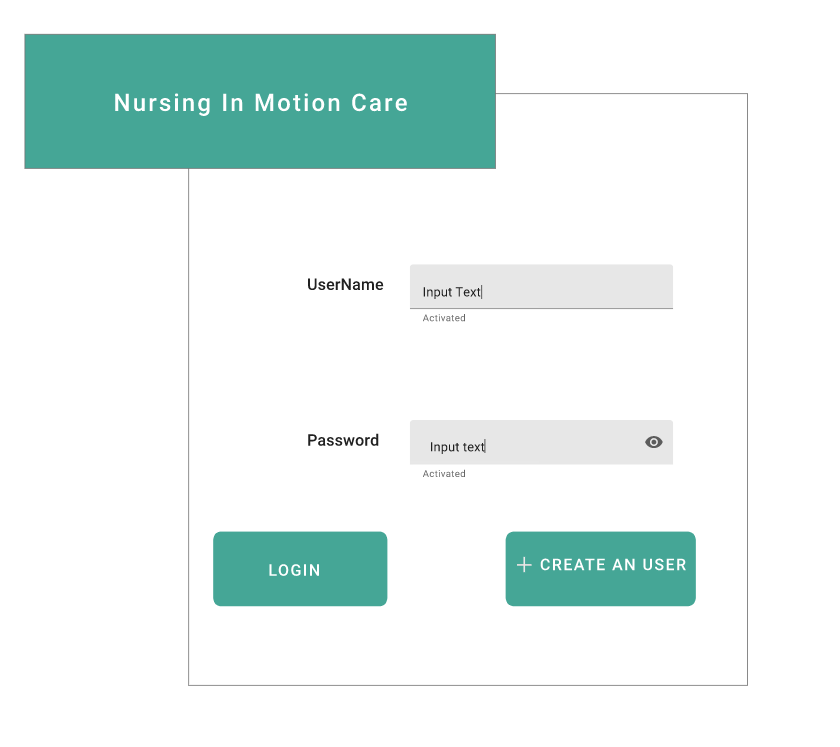 Nursing In Motion Care
UserName
Input Text
Activated
Password
Input text
Activated
LOGIN
CREATE AN USER